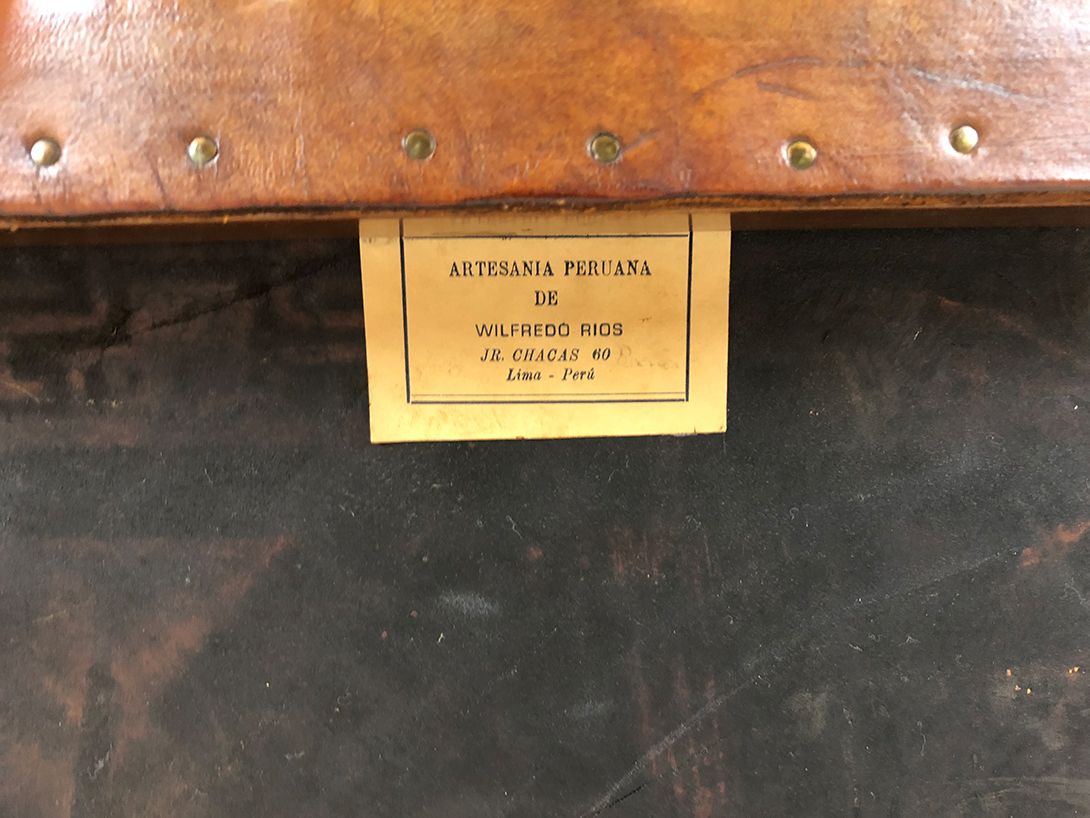 ARTESANIA PERUANA
DE
WILFREDO RIOS
JR. CHACAS 60
Lima - Perú